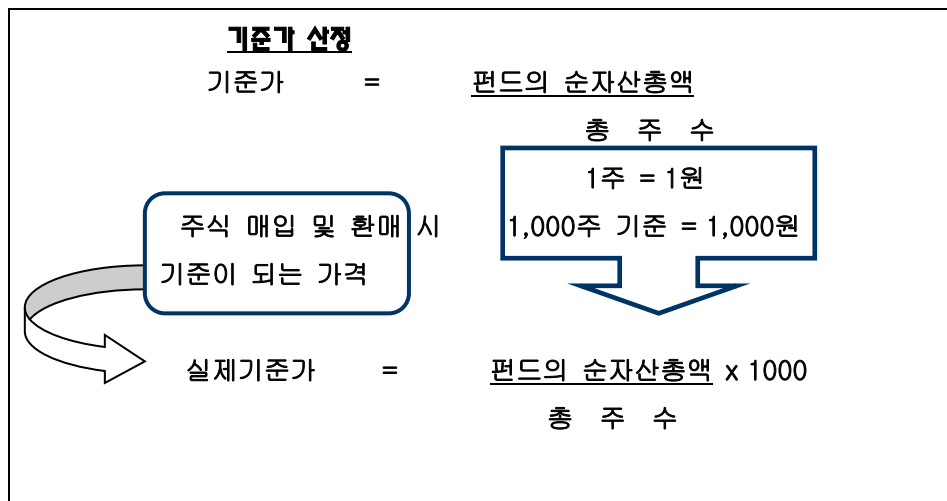 기준가 산정
기준가 = 펀드의 순자산총액
총 주 수
1주 = 1원
1,000주 기준 = 1,000원
주식 매입 및 환매 시
기준이 되는 가격
실제기준가 = 펀드의 순자산총액 x 1000
총 주 수